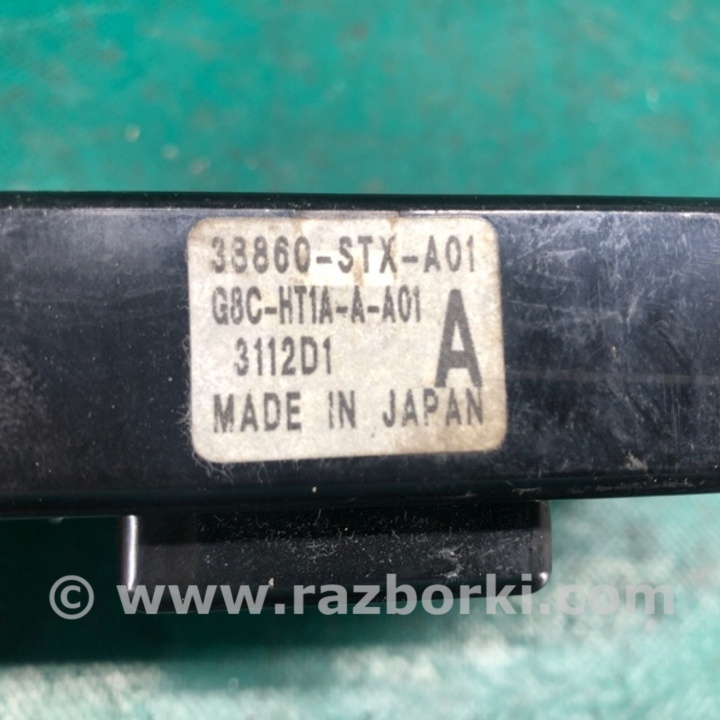 38860-STX-A01
G8C-HT1A-A-A01
3112D1
A
MADE IN JAPAN
© www.razborki.com